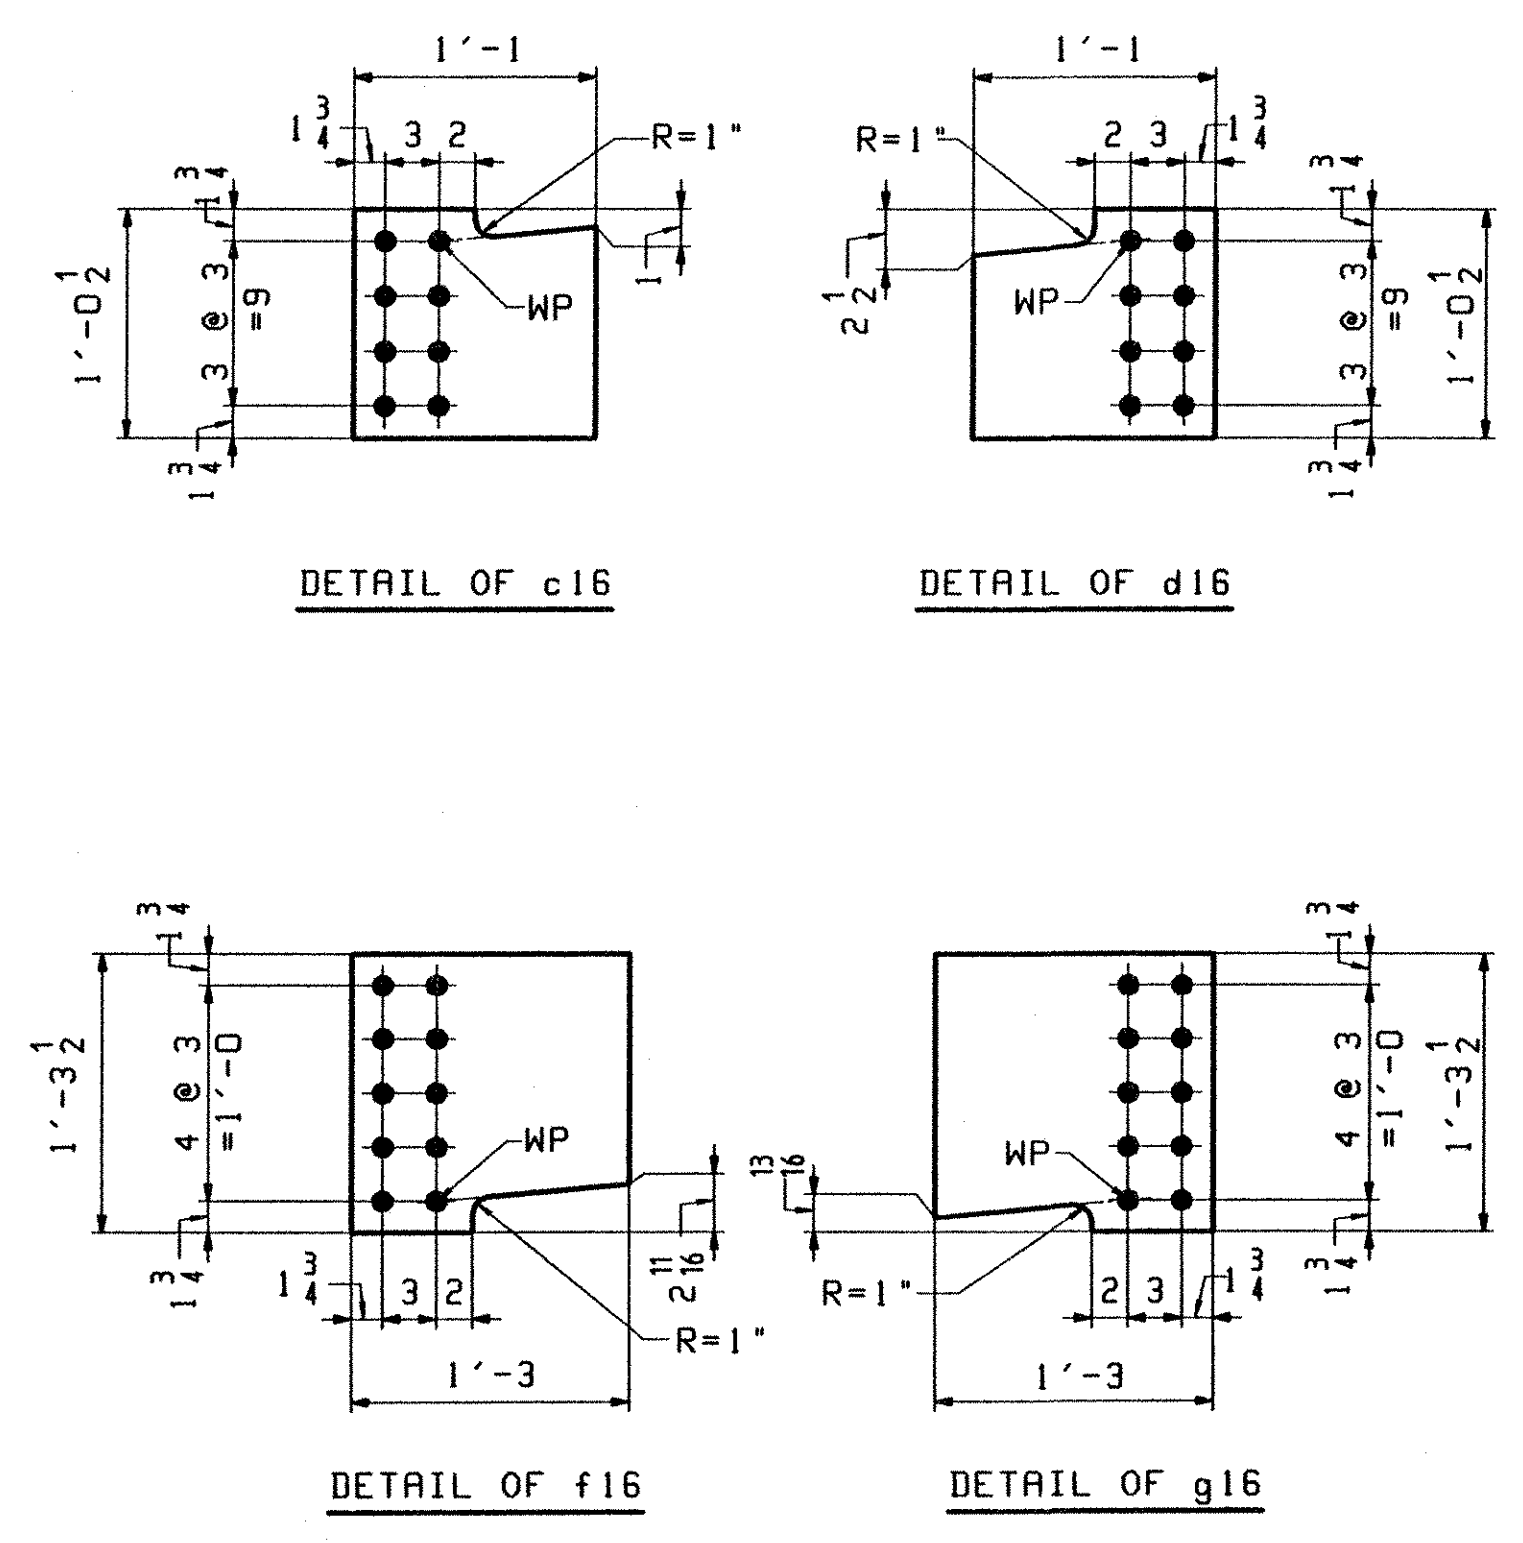 1'-1
1'-1
1 3/4 3 2 R=1"
R=1" 2 3 1 3/4
1 3/4
1 3/4
1'-0 1/2
3 @ 3
=9
WP
1
2 1/2
WP
3 @ 3
=9
1'-0 1/2
1 3/4
1 3/4
DETAIL OF c16
DETAIL OF d16
1 3/4
1 3/4
1'-3 1/2
4 @ 3
=1'-0
WP
13/16
WP
4 @ 3
=1'-0
1'-3 1/2
1 3/4
2 11/16
1 3/4
1 3/4 3 2
R=1" 2 3 1 3/4
R=1"
1'-3
1'-3
DETAIL OF f16
DETAIL OF g16